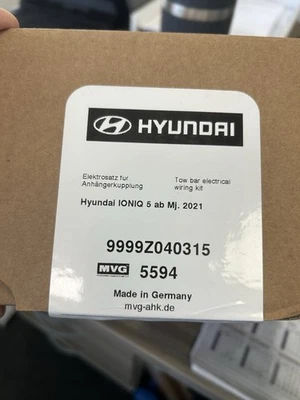 HYUNDAI
Elektrosatz für Tow bar electrical
Anhängerkupplung wiring kit
Hyundai IONIQ 5 ab Mj. 2021
9999Z040315
MVG 5594
Made in Germany
mvg-ahk.de